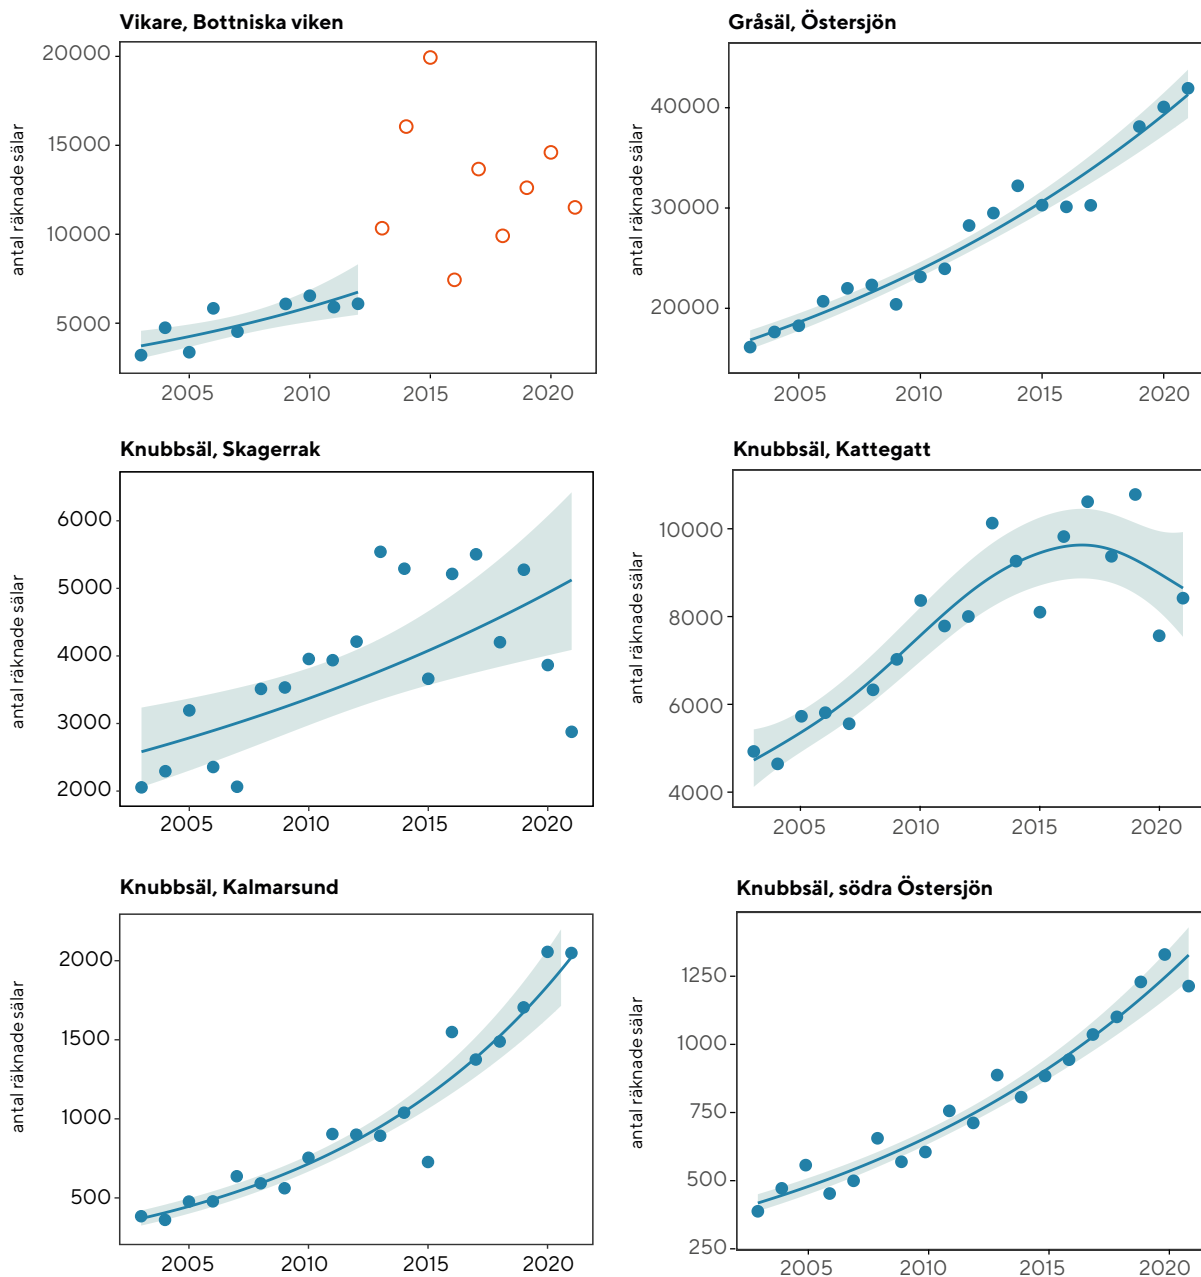 Vikare, Bottniska viken
antal räknade sälar
20000
15000
10000
5000
2005 2010 2015 2020
Gråsäl, Östersjön
antal räknade sälar
40000
30000
20000
2005 2010 2015 2020
Knubbsäl, Skagerrak
antal räknade sälar
6000
5000
4000
3000
2000
2005 2010 2015 2020
Knubbsäl, Kattegatt
antal räknade sälar
10000
8000
6000
4000
2005 2010 2015 2020
Knubbsäl, Kalmarsund
antal räknade sälar
2000
1500
1000
500
2005 2010 2015 2020
Knubbsäl, södra Östersjön
antal räknade sälar
1250
1000
750
500
250
2005 2010 2015 2020